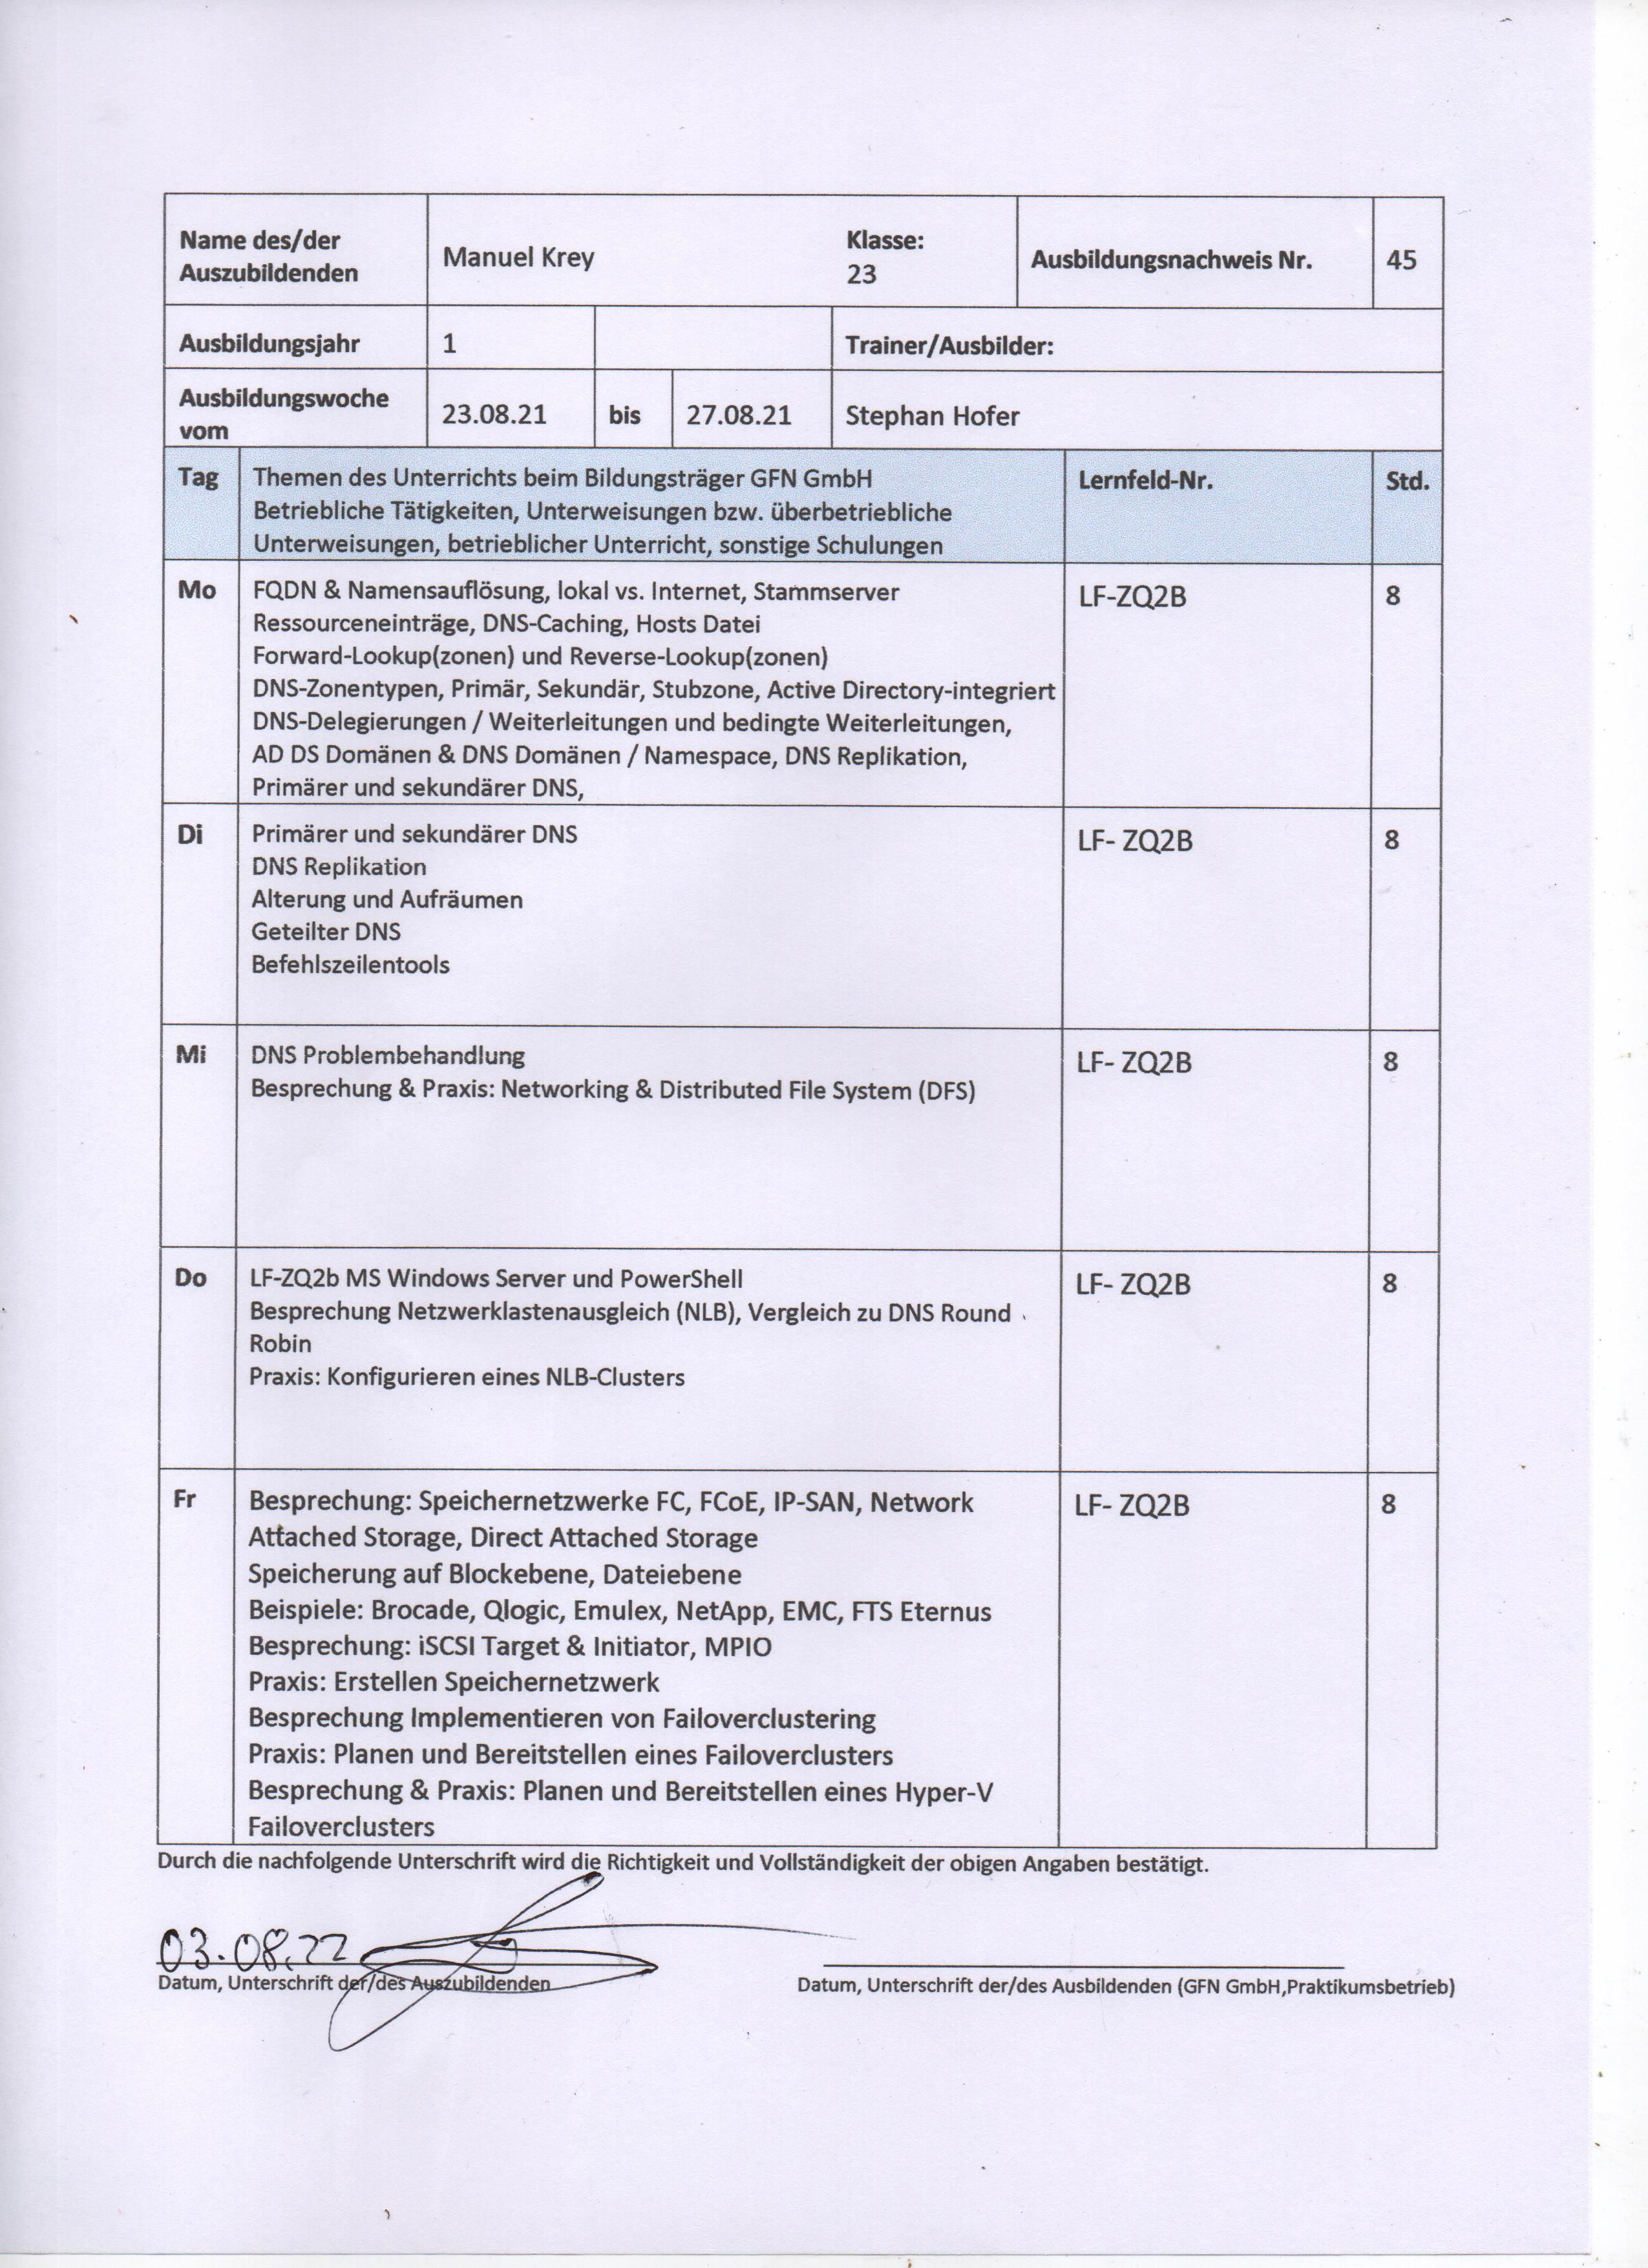 Name des/der
Auszubildenden
Manuel Krey
Klasse:
23
Ausbildungsnachweis Nr.
45
Ausbildungsjahr
1
Trainer/Ausbilder:
Ausbildungswoche
vom
23.08.21
bis
27.08.21
Stephan Hofer
Tag
Themen des Unterrichts beim Bildungsträger GFN GmbH
Betriebliche Tätigkeiten, Unterweisungen bzw. überbetriebliche
Unterweisungen, betrieblicher Unterricht, sonstige Schulungen
Lernfeld-Nr.
Std.
Mo
FQDN & Namensauflösung, lokal vs. Internet, Stammserver
Ressourceneinträge, DNS-Caching, Hosts Datei
Forward-Lookup(zonen) und Reverse-Lookup(zonen)
DNS-Zonentypen, Primär, Sekundär, Stubzone, Active Directory-integriert
DNS-Delegierungen / Weiterleitungen und bedingte Weiterleitungen,
AD DS Domänen & DNS Domänen / Namespace, DNS Replikation,
Primärer und sekundärer DNS,
LF-ZQ2B
8
Di
Primärer und sekundärer DNS
DNS Replikation
Alterung und Aufräumen
Geteilter DNS
Befehlszeilentools
LF- ZQ2B
8
Mi
DNS Problembehandlung
Besprechung & Praxis: Networking & Distributed File System (DFS)
LF- ZQ2B
8
Do
LF-ZQ2b MS Windows Server und PowerShell
Besprechung Netzwerklastenausgleich (NLB), Vergleich zu DNS Round
Robin
Praxis: Konfigurieren eines NLB-Clusters
LF- ZQ2B
8
Fr
Besprechung: Speichernetzwerke FC, FCoE, IP-SAN, Network
Attached Storage, Direct Attached Storage
Speicherung auf Blockebene, Dateiebene
Beispiele: Brocade, Qlogic, Emulex, NetApp, EMC, FTS Eternus
Besprechung: iSCSI Target & Initiator, MPIO
Praxis: Erstellen Speichernetzwerk
Besprechung Implementieren von Failoverclustering
Praxis: Planen und Bereitstellen eines Failoverclusters
Besprechung & Praxis: Planen und Bereitstellen eines Hyper-V
Failoverclusters
LF- ZQ2B
8
Durch die nachfolgende Unterschrift wird die Richtigkeit und Vollständigkeit der obigen Angaben bestätigt.
03.08.22
Datum, Unterschrift der/des Auszubildenden
Datum, Unterschrift der/des Ausbildenden (GFN GmbH,Praktikumsbetrieb)